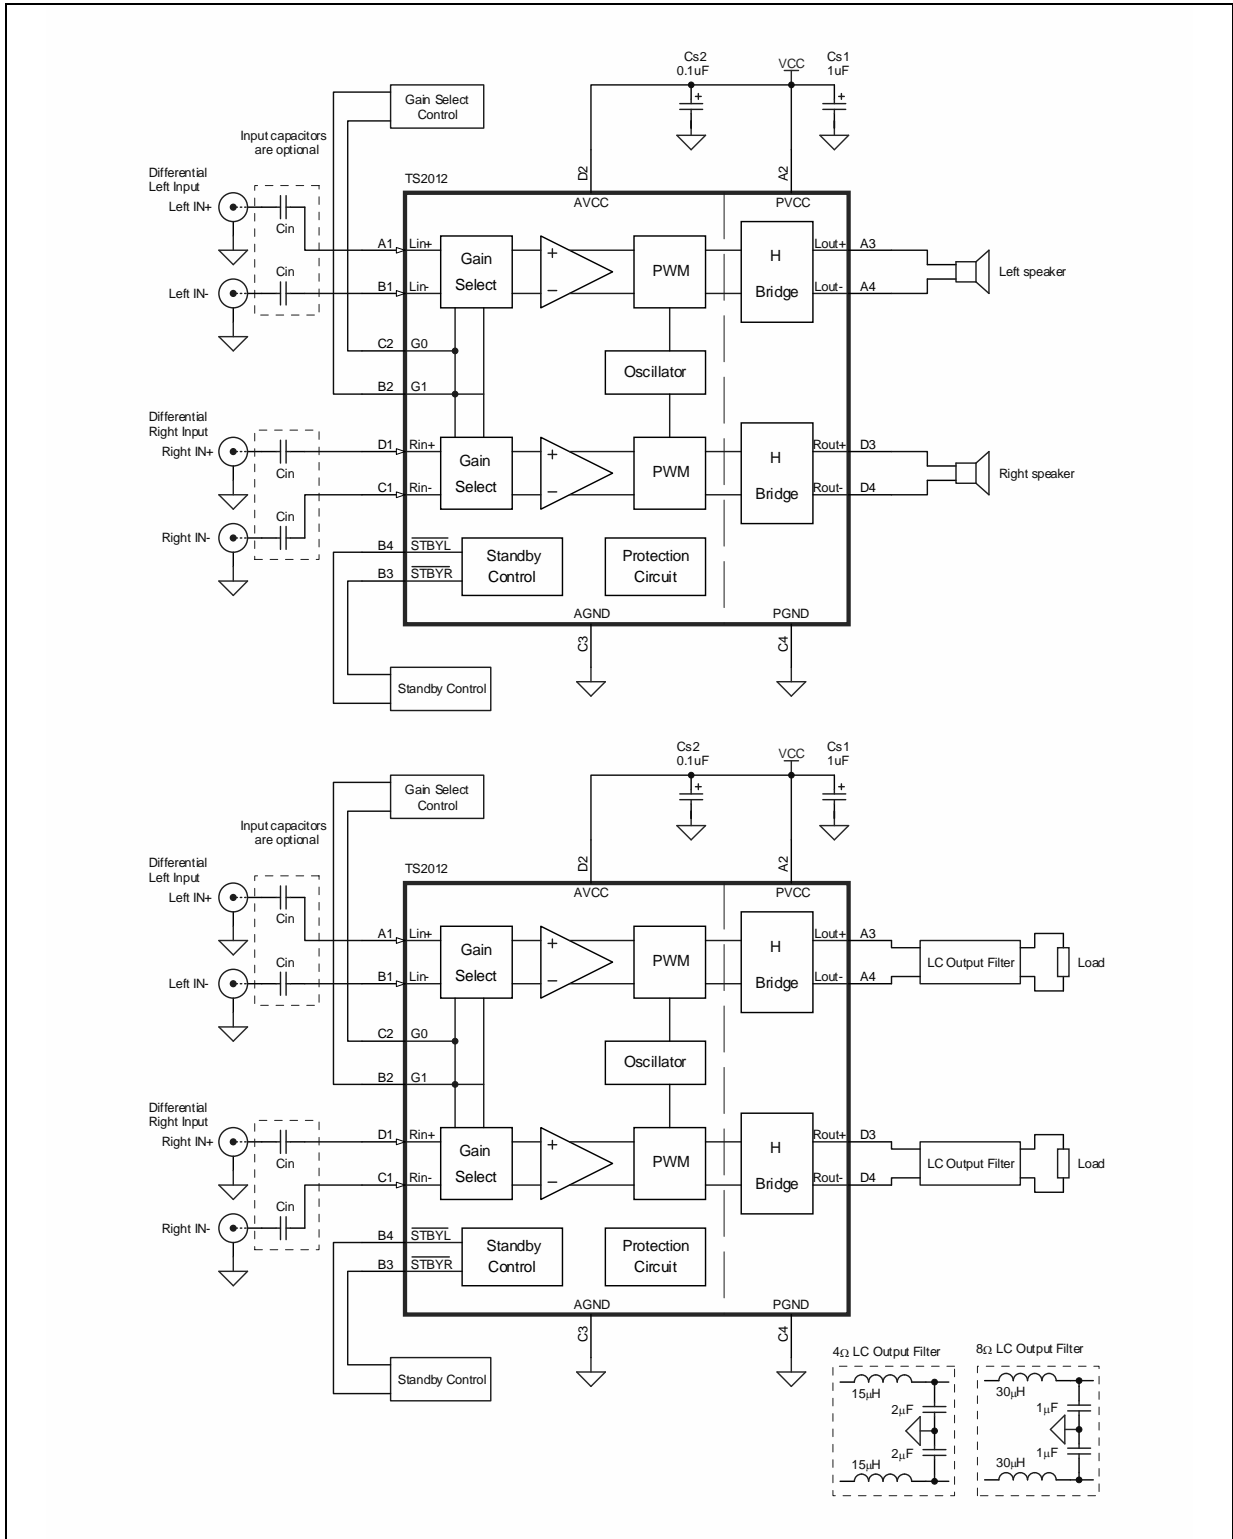 Cs2
0.1uF
VCC
Cs1
1uF
Gain Select
Control
Input capacitors
are optional
Differential
Left Input
Left IN+
Cin
D2
A2
TS2012
AVCC
PVCC
A1
Lin+
Gain
Select
+
−
PWM
H
Bridge
Lout+
A3
Left speaker
Cin
Left IN-
B1
Lin-
Lout-
A4
C2
G0
Oscillator
B2
G1
Differential
Right Input
Right IN+
Cin
D1
Rin+
Gain
Select
+
−
PWM
H
Bridge
Rout+
D3
Right speaker
C1
Rin-
Rout-
D4
Cin
Right IN-
B4
STBYL
Standby
Control
Protection
Circuit
B3
STBYR
AGND
PGND
C3
C4
Standby Control
Cs2
0.1uF
VCC
Cs1
1uF
Gain Select
Control
Input capacitors
are optional
Differential
Left Input
Left IN+
Cin
D2
A2
TS2012
AVCC
PVCC
A1
Lin+
Gain
Select
+
−
PWM
H
Bridge
Lout+
A3
LC Output Filter
Load
Cin
Left IN-
B1
Lin-
Lout-
A4
C2
G0
Oscillator
B2
G1
Differential
Right Input
Right IN+
Cin
D1
Rin+
Gain
Select
+
−
PWM
H
Bridge
Rout+
D3
LC Output Filter
Load
C1
Rin-
Rout-
D4
Cin
Right IN-
B4
STBYL
Standby
Control
Protection
Circuit
B3
STBYR
AGND
PGND
C3
C4
Standby Control
4Ω LC Output Filter
15μH
2μF
2μF
15μH
8Ω LC Output Filter
30μH
1μF
1μF
30μH